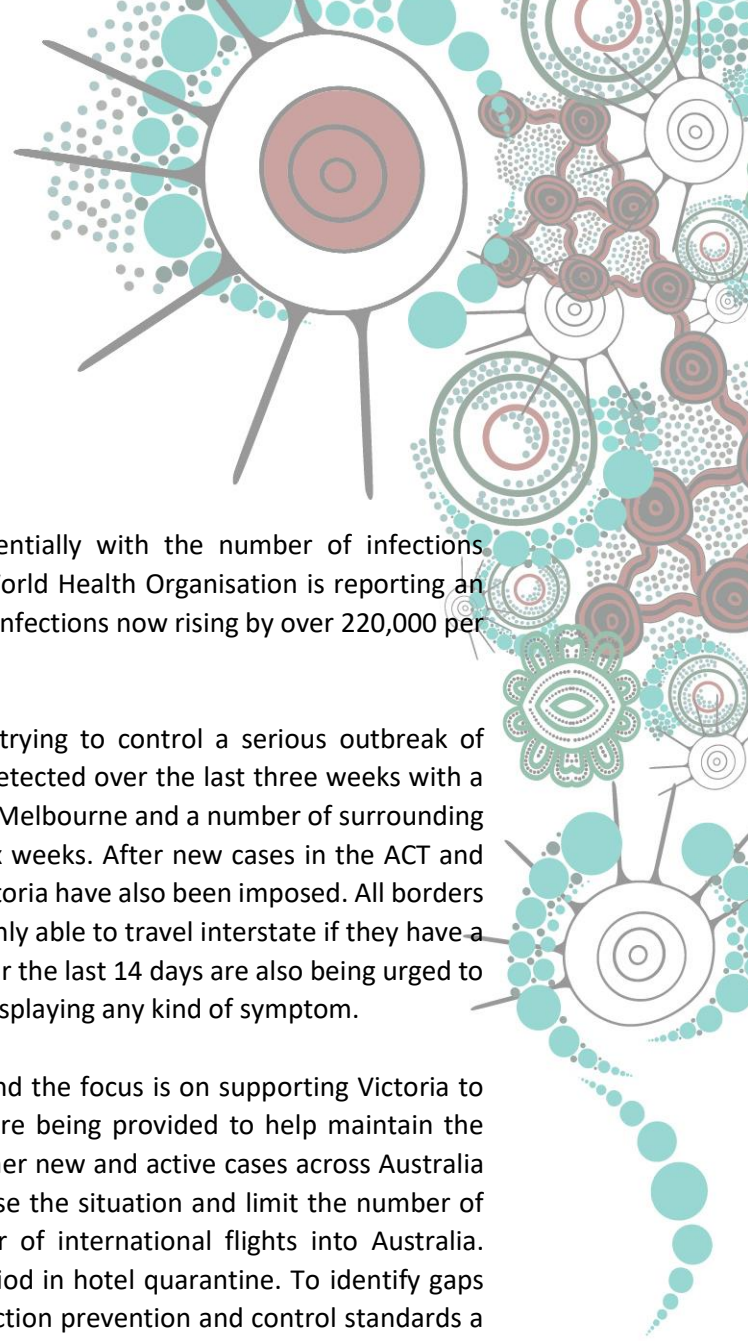 entially with the number of infections
World Health Organisation is reporting an
infections now rising by over 220,000 per
trying to control a serious outbreak of
etected over the last three weeks with a
Melbourne and a number of surrounding
x weeks. After new cases in the ACT and
toria have also been imposed. All borders
nly able to travel interstate if they have a
r the last 14 days are also being urged to
splaying any kind of symptom.
nd the focus is on supporting Victoria to
re being provided to help maintain the
her new and active cases across Australia
se the situation and limit the number of
r of international flights into Australia.
iod in hotel quarantine. To identify gaps
ction prevention and control standards a